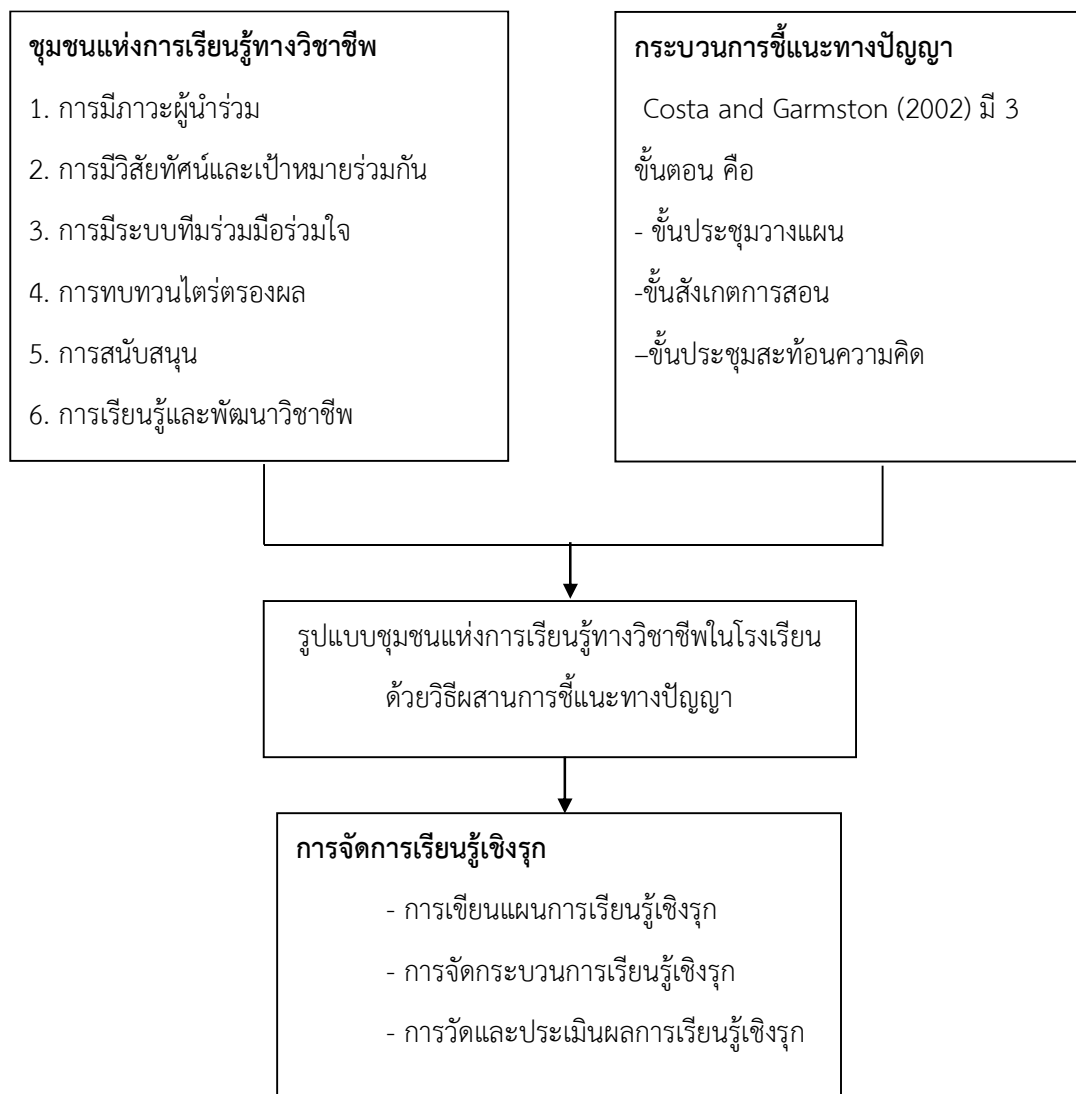 ชุมชนแห่งการเรียนรู้ทางวิชาชีพ
1. การมีภาวะผู้นำร่วม
2. การมีวิสัยทัศน์และเป้าหมายร่วมกัน
3. การมีระบบทีมร่วมมือร่วมใจ
4. การทบทวนไตร่ตรองผล
5. การสนับสนุน
6. การเรียนรู้และพัฒนาวิชาชีพ
กระบวนการชี้แนะทางปัญญา
Costa and Garmston (2002) มี 3
ขั้นตอน คือ
- ขั้นประชุมวางแผน
-ขั้นสังเกตการสอน
–ขั้นประชุมสะท้อนความคิด
รูปแบบชุมชนแห่งการเรียนรู้ทางวิชาชีพในโรงเรียน
ด้วยวิธีผสานการชี้แนะทางปัญญา
การจัดการเรียนรู้เชิงรุก
- การเขียนแผนการเรียนรู้เชิงรุก
- การจัดกระบวนการเรียนรู้เชิงรุก
- การวัดและประเมินผลการเรียนรู้เชิงรุก